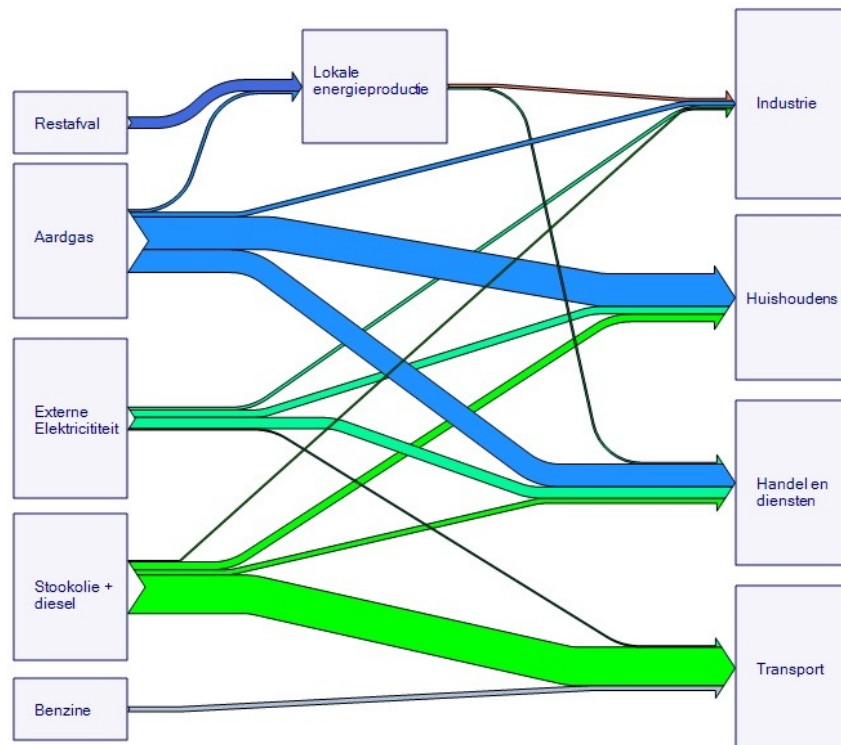 Lokale
energieproductie
Industrie
Restafval
Aardgas
Huishoudens
Externe
Elektricititeit
Handel en
diensten
Stookolie +
diesel
Transport
Benzine